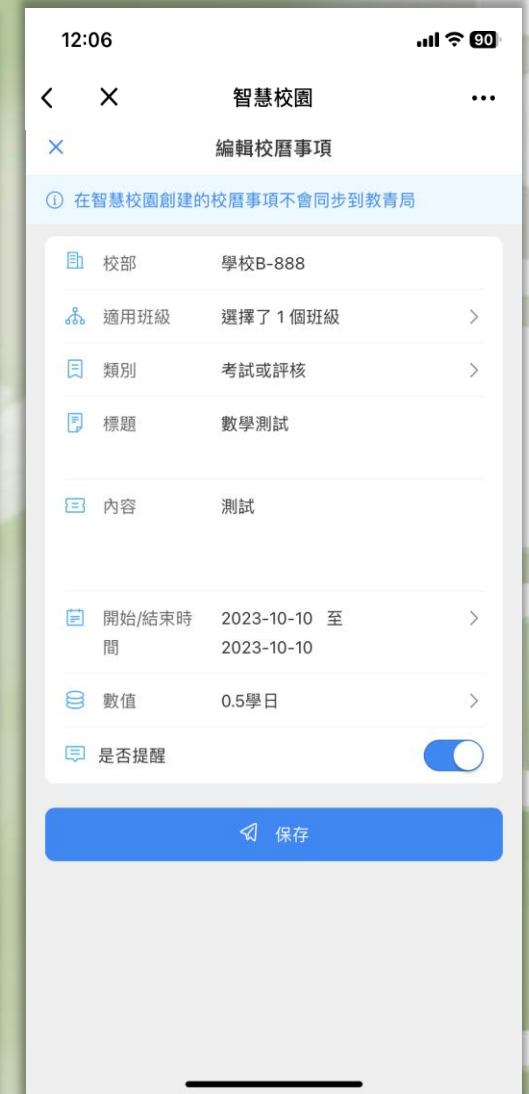 12:06
90
智慧校園
編輯校曆事項
在智慧校園創建的校曆事項不會同步到教青局
校部 學校B-888
適用班級 選擇了 1 個班級
類別 考試或評核
標題 數學測試
內容 測試
開始/結束時間 2023-10-10 至 2023-10-10
數值 0.5學日
是否提醒
保存